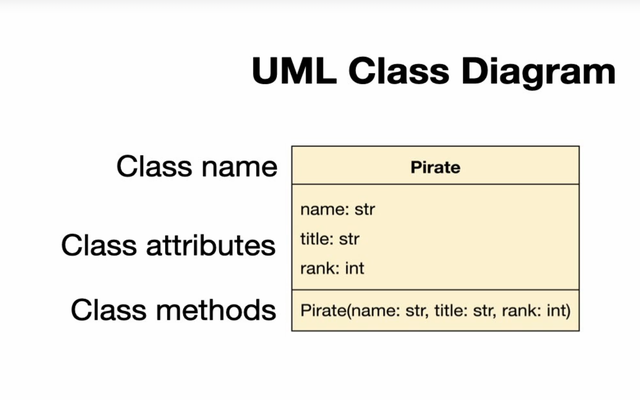 UML Class Diagram
Class name
Pirate
Class attributes
name: str
title: str
rank: int
Class methods
Pirate(name: str, title: str, rank: int)